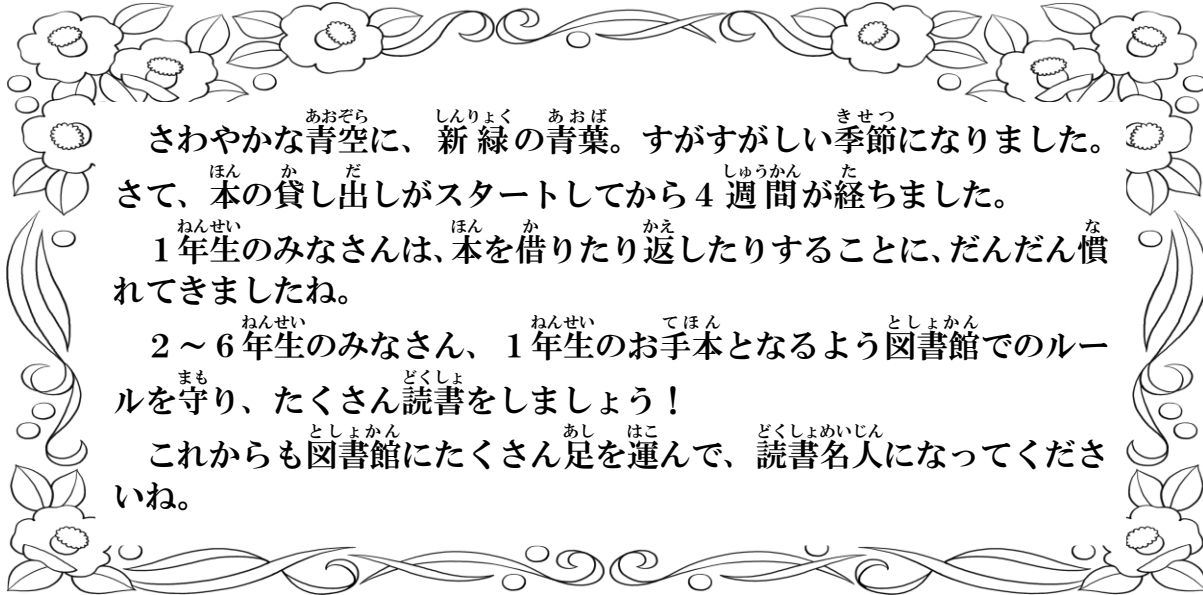 さわやかな青空に、新緑の青葉。すがすがしい季節になりました。
さて、本の貸し出しがスタートしてから４週間が経ちました。
１年生のみなさんは、本を借りたり返したりすることに、だんだん慣
れてきましたね。
２～６年生のみなさん、１年生のお手本となるよう図書館でのルー
ルを守り、たくさん読書をしましょう！
これからも図書館にたくさん足を運んで、読書名人になってくださ
いね。